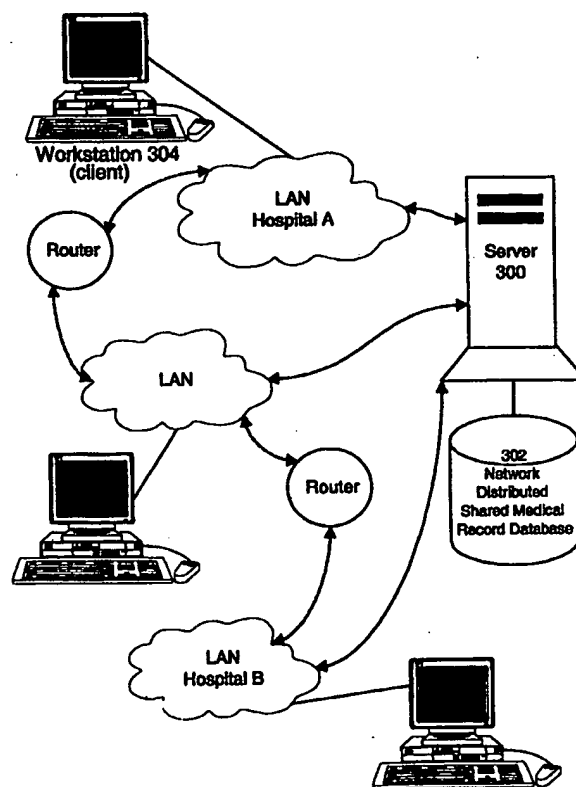 Workstation 304
(client)
LAN
Hospital A
Router
Server
300
LAN
302
Network
Distributed
Shared Medical
Record Database
Router
LAN
Hospital B